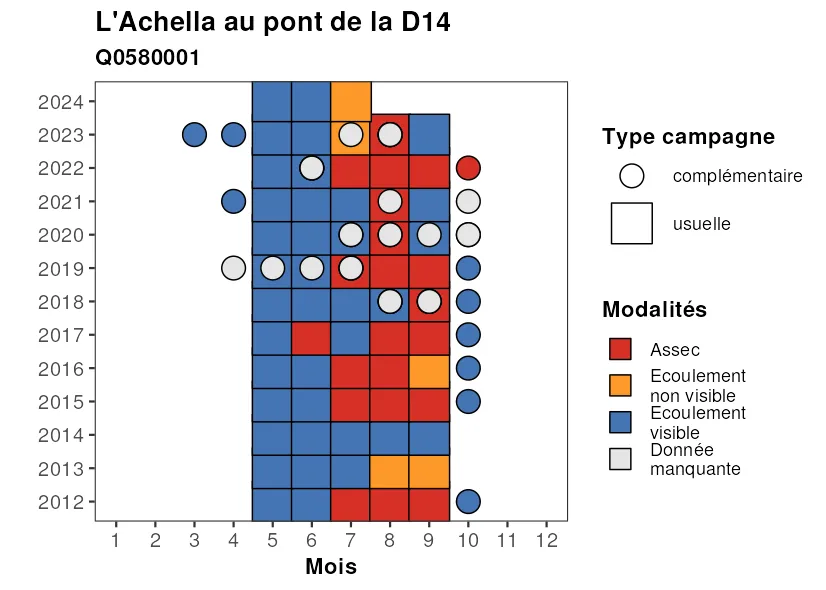 L'Achella au pont de la D14
Q0580001
2024
2023
2022
2021
2020
2019
2018
2017
2016
2015
2014
2013
2012
1 2 3 4 5 6 7 8 9 10 11 12
Mois
Type campagne
complémentaire
usuelle
Modalités
Assec
Ecoulement
non visible
Ecoulement
visible
Donnée
manquante